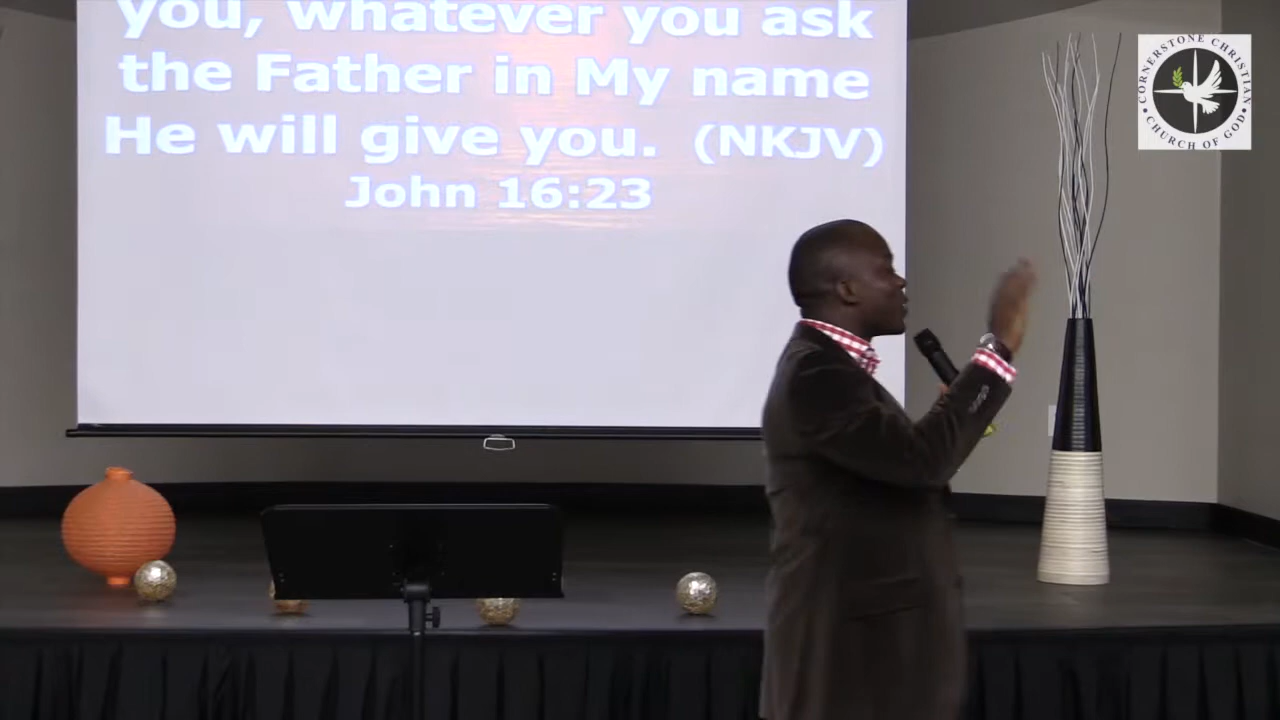 you, whatever you ask
the Father in My name
He will give you. (NKJV)
John 16:23
CORNERSTONE CHRISTIAN
• CHURCH OF GOD •